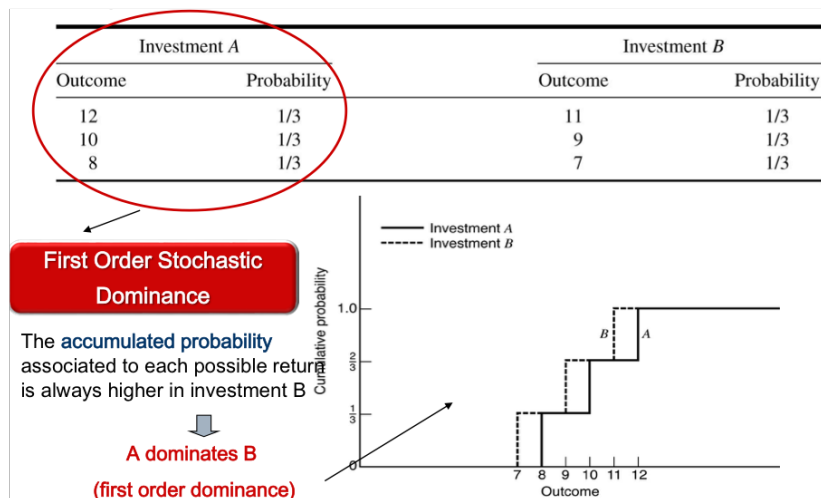 Investment A Investment B
Outcome Probability Outcome Probability
12 1/3 11 1/3
10 1/3 9 1/3
8 1/3 7 1/3
First Order Stochastic
Dominance
The accumulated probability
associated to each possible return
is always higher in investment B
A dominates B
(first order dominance)
Investment A
Investment B
Cumulative probability
1.0
2/3
1/3
0
B A
7 8 9 10 11 12
Outcome